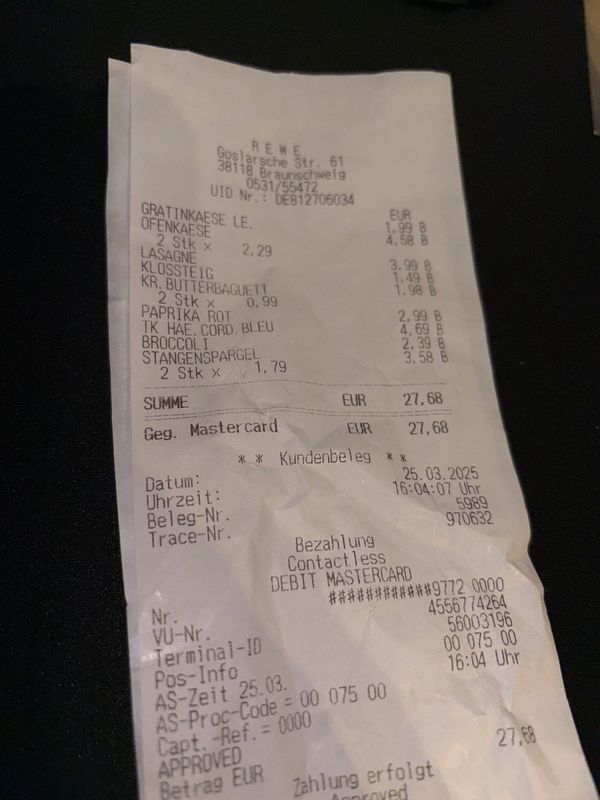 REWE
Goslarsche Str. 61
38118 Braunschweig
0531/55472
UID Nr.: DE812706034
EUR
GRATINKAESE LE. 1,99 B
OFENKAESE 4,58 B
2 Stk x 2,29
LASAGNE 3,99 B
KLOSSTEIG 1,49 B
KR.BUTTERBAGUETT 1,98 B
2 Stk x 0,99
PAPRIKA ROT 2,99 B
TK HAE.CORD.BLEU 4,69 B
BROCCOLI 2,39 B
STANGENSPARGEL 3,58 B
2 Stk x 1,79
SUMME EUR 27,68
Geg. Mastercard EUR 27,68
* * Kundenbeleg * *
Datum: 25.03.2025
Uhrzeit: 16:04:07 Uhr
Beleg-Nr. 5989
Trace-Nr. 970632
Bezahlung
Contactless
DEBIT MASTERCARD
Nr. ############9772 0000
VU-Nr. 4556774264
Terminal-ID 56003196
Pos-Info 00 075 00
AS-Zeit 25.03. 16:04 Uhr
AS-Proc-Code = 00 075 00
Capt.-Ref.= 0000
APPROVED
Betrag EUR 27,68
Zahlung erfolgt
Approved